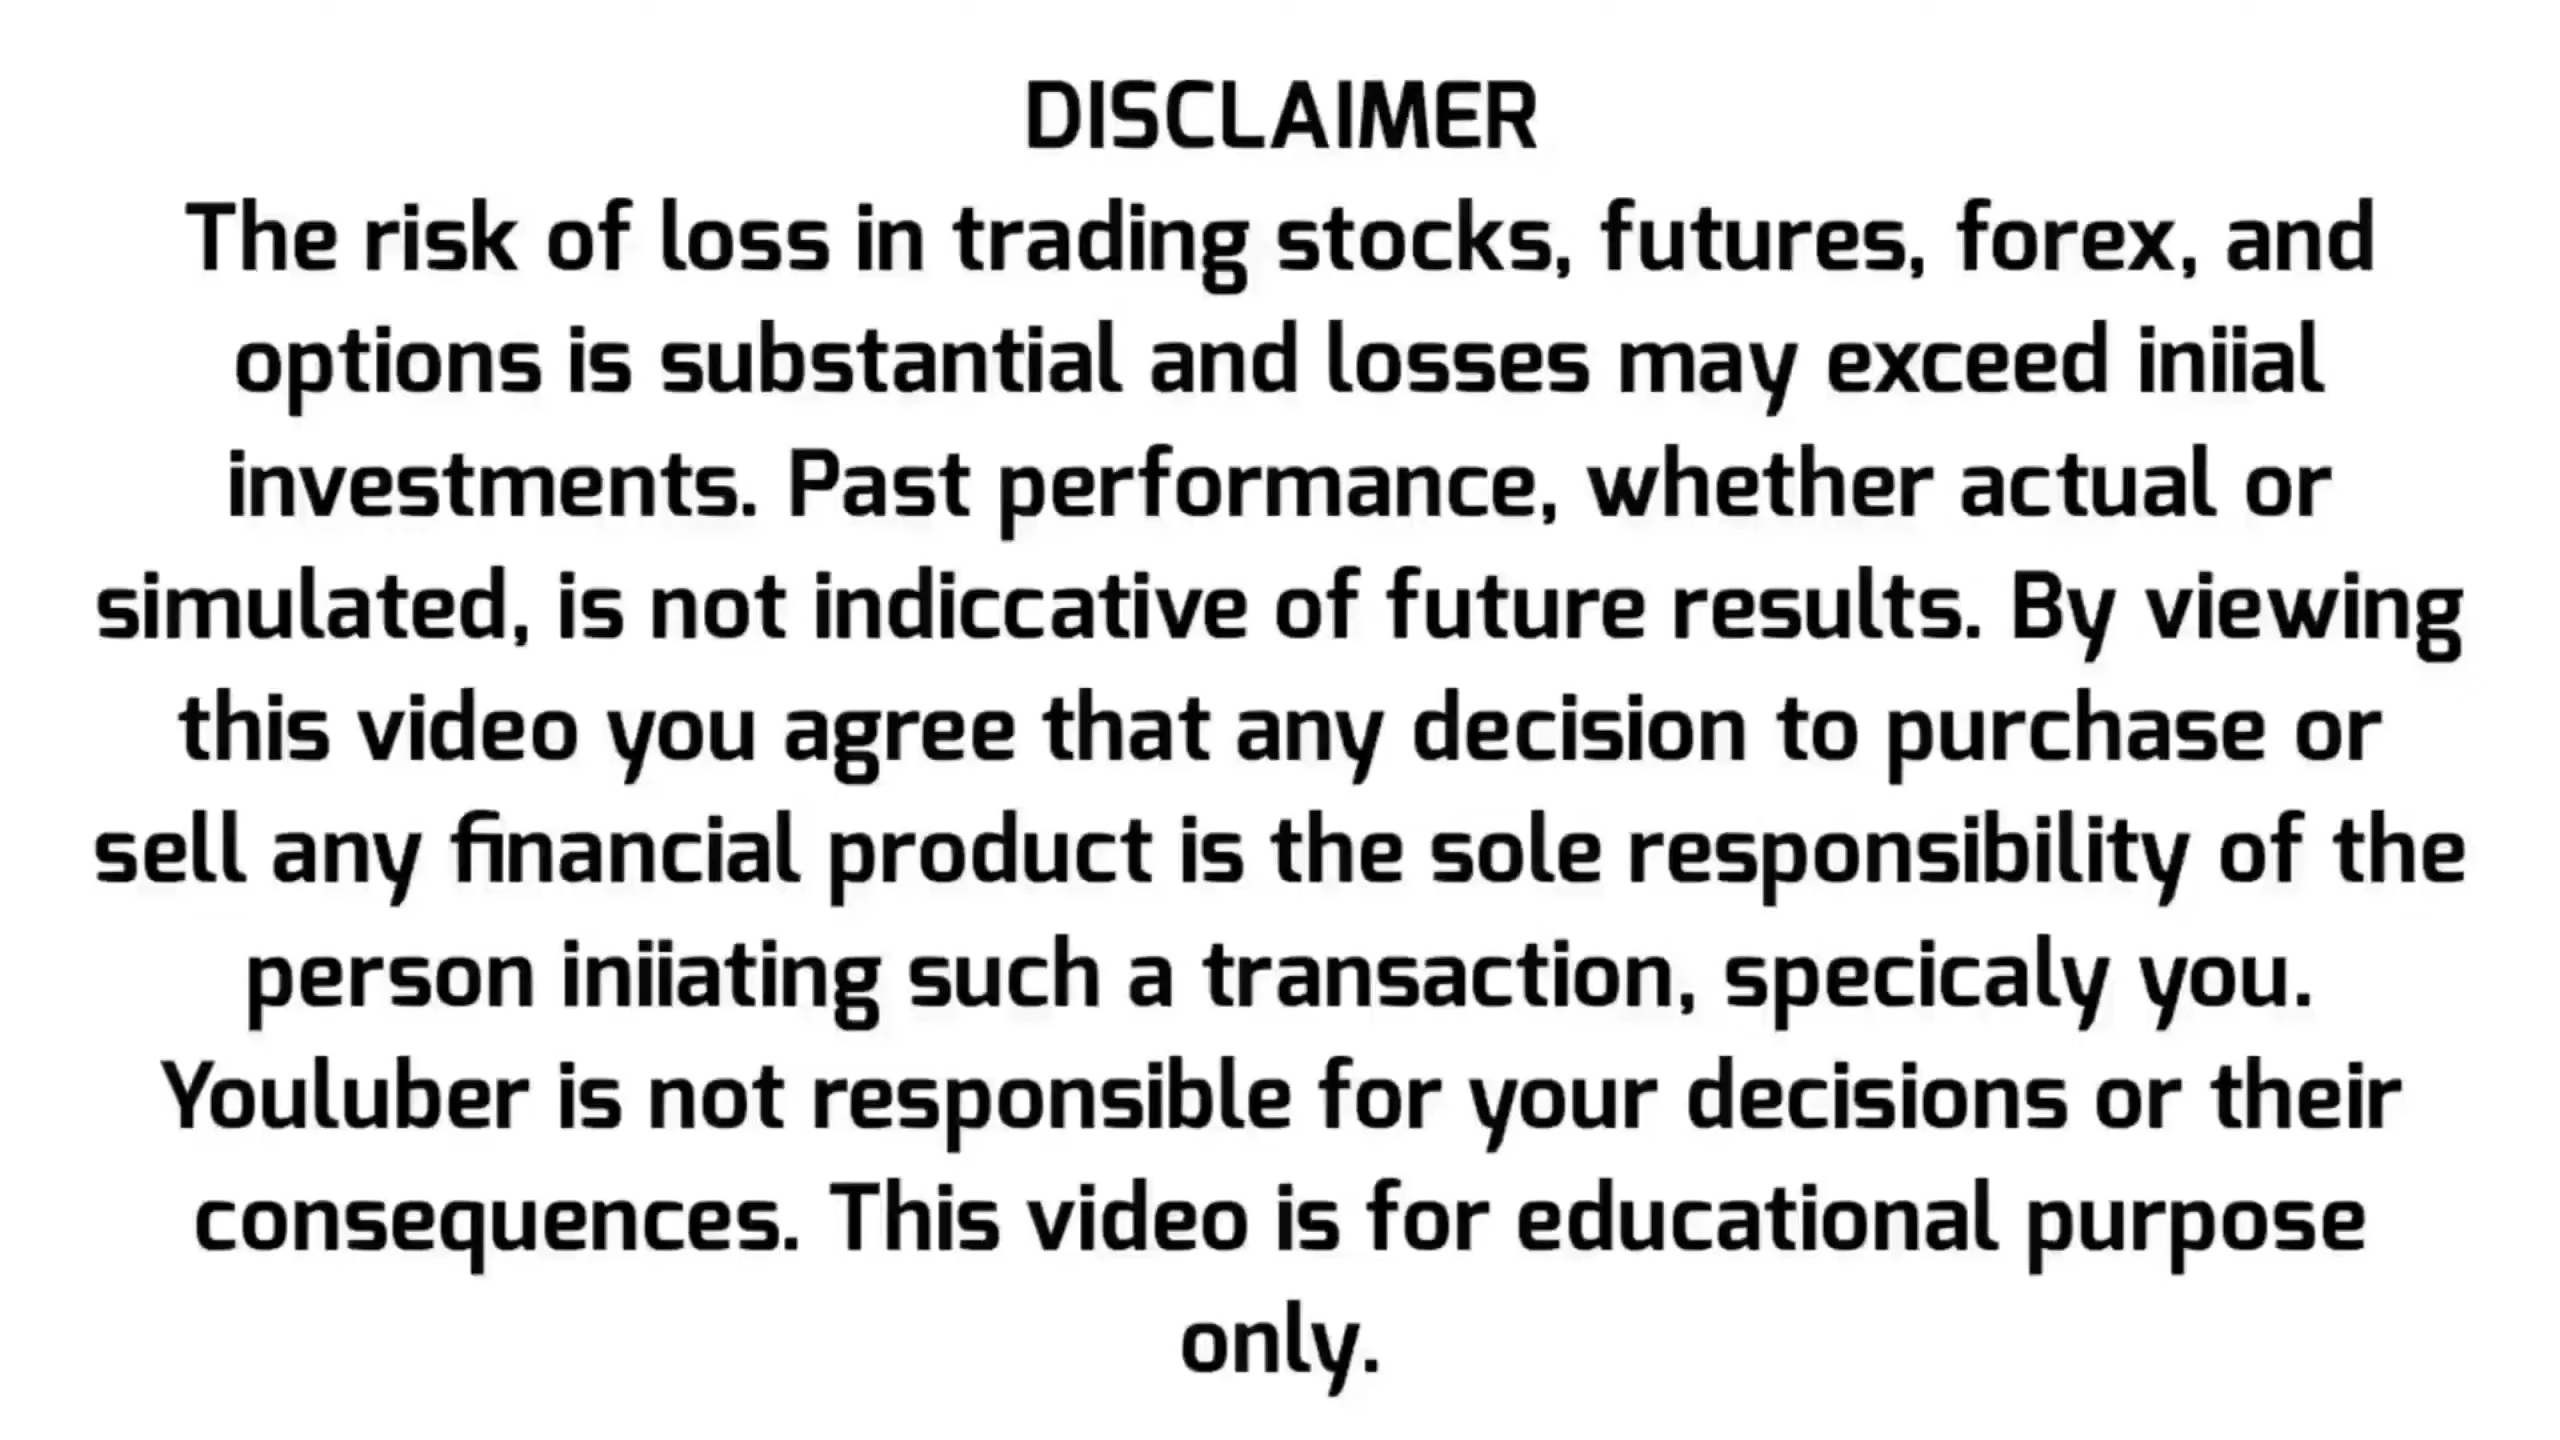 DISCLAIMER
The risk of loss in trading stocks, futures, forex, and
options is substantial and losses may exceed iniial
investments. Past performance, whether actual or
simulated, is not indiccative of future results. By viewing
this video you agree that any decision to purchase or
sell any financial product is the sole responsibility of the
person iniiating such a transaction, specicaly you.
Youluber is not responsible for your decisions or their
consequences. This video is for educational purpose
only.